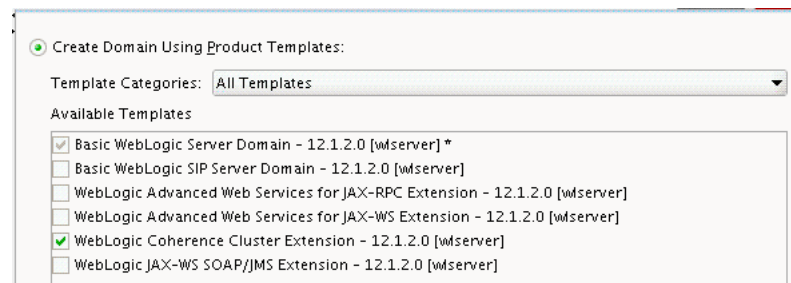 Create Domain Using Product Templates:
Template Categories: All Templates
Available Templates
Basic WebLogic Server Domain - 12.1.2.0 [wlserver] *
Basic WebLogic SIP Server Domain - 12.1.2.0 [wlserver]
WebLogic Advanced Web Services for JAX-RPC Extension - 12.1.2.0 [wlserver]
WebLogic Advanced Web Services for JAX-WS Extension - 12.1.2.0 [wlserver]
WebLogic Coherence Cluster Extension - 12.1.2.0 [wlserver]
WebLogic JAX-WS SOAP/JMS Extension - 12.1.2.0 [wlserver]